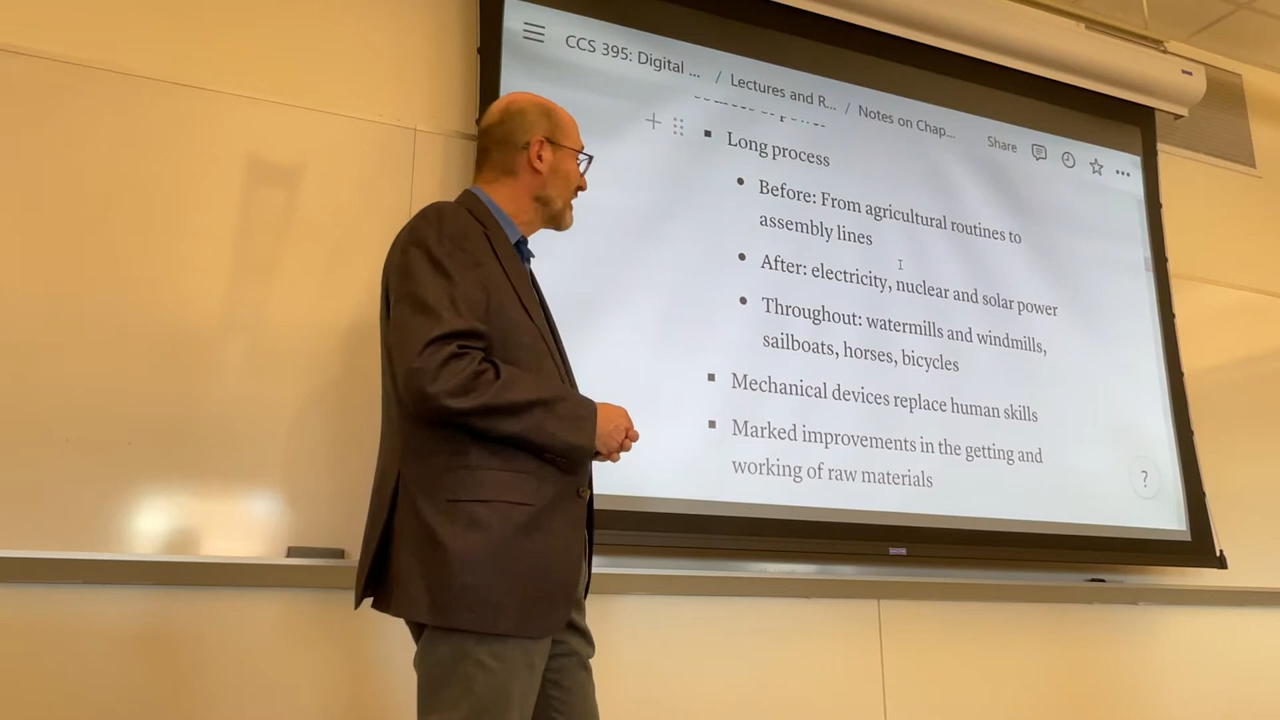 CCS 395: Digital ... / Lectures and R... / Notes on Chap... Share
Long process
Before: From agricultural routines to
assembly lines
After: electricity, nuclear and solar power
Throughout: watermills and windmills,
sailboats, horses, bicycles
Mechanical devices replace human skills
Marked improvements in the getting and
working of raw materials
?